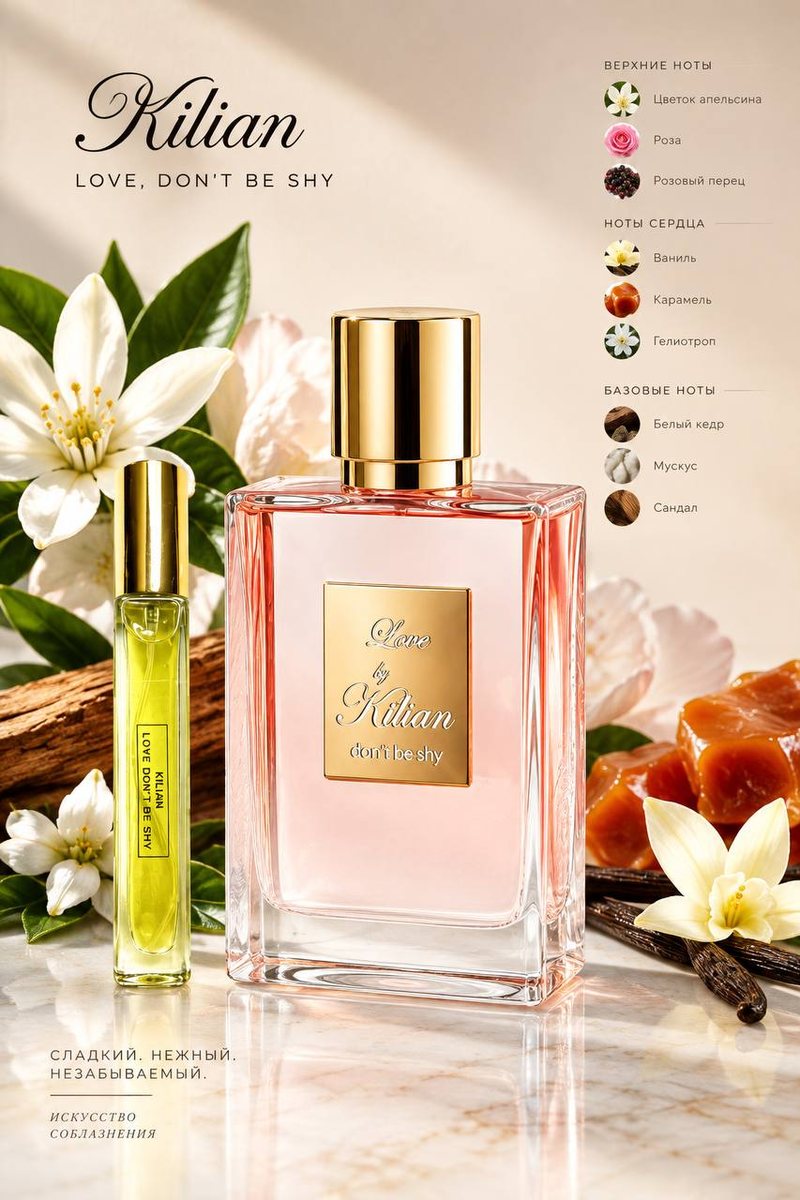 Kilian
LOVE, DON'T BE SHY
ВЕРХНИЕ НОТЫ
Цветок апельсина
Роза
Розовый перец
НОТЫ СЕРДЦА
Ваниль
Карамель
Гелиотроп
БАЗОВЫЕ НОТЫ
Белый кедр
Мускус
Сандал
KILIAN
LOVE DON'T BE SHY
Love
by
Kilian
don't be shy
СЛАДКИЙ. НЕЖНЫЙ.
НЕЗАБЫВАЕМЫЙ.
ИСКУССТВО
СОБЛАЗНЕНИЯ